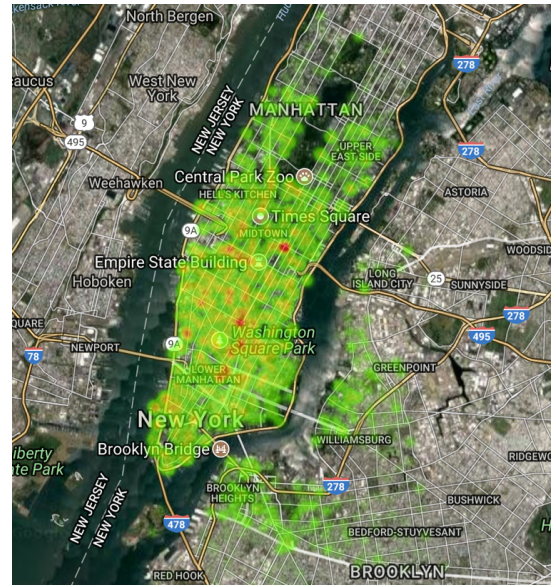 North Bergen
278
caucus
West New
York
9
495
NEW JERSEY
NEW YORK
MANHATTAN
UPPER
EAST SIDE
278
Weehawken
Central Park Zoo
HELL'S KITCHEN
ASTORIA
Times Square
9A
MIDTOWN
Empire State Building
WOODSID
Hoboken
LONG
ISLAND CITY
25
SUNNYSIDE
QUARE
278
78
NEWPORT
9A
Washington
Square Park
495
LOWER
MANHATTAN
GREENPOINT
New York
Brooklyn Bridge
WILLIAMSBURG
iberty
te Park
RIDGEWO
278
BROOKLYN
HEIGHTS
BUSHWICK
NEW JERSEY
NEW YORK
478
BEDFORD-STUYVESANT
H
RED HOOK
BROOKLYN